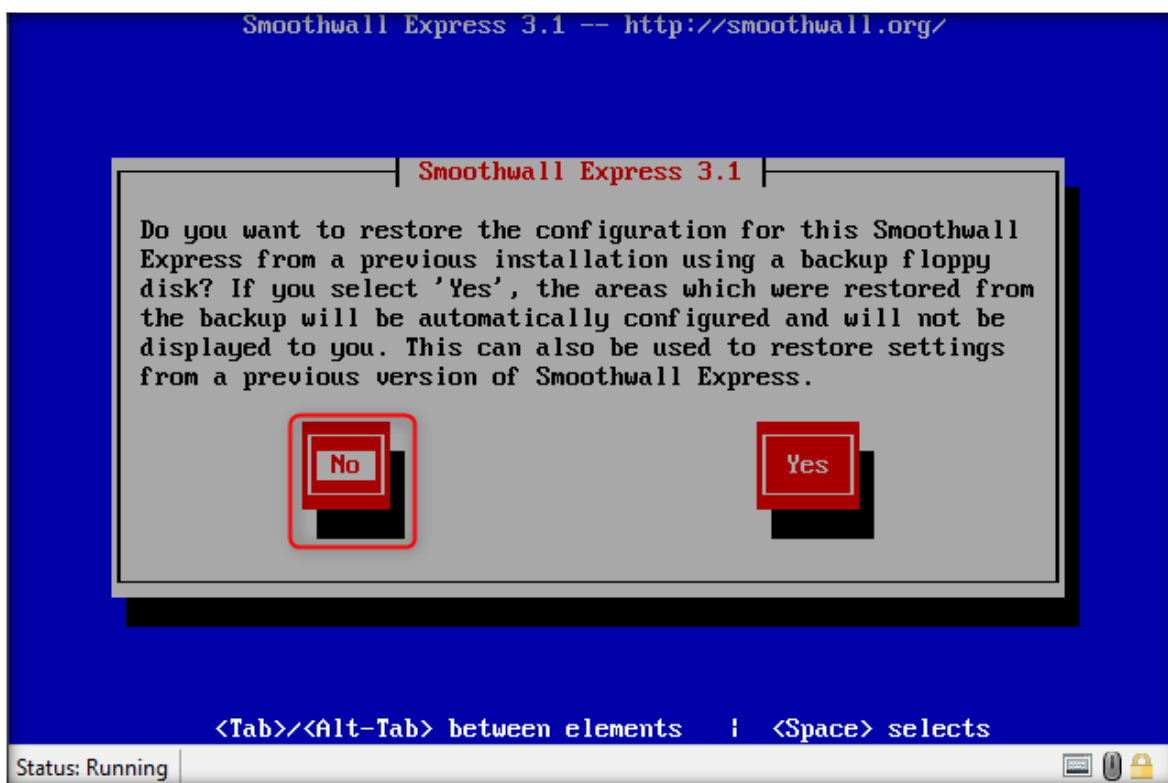 Smoothwall Express 3.1 -- http://smoothwall.org/
Smoothwall Express 3.1
Do you want to restore the configuration for this Smoothwall
Express from a previous installation using a backup floppy
disk? If you select 'Yes', the areas which were restored from
the backup will be automatically configured and will not be
displayed to you. This can also be used to restore settings
from a previous version of Smoothwall Express.
No Yes
<Tab>/<Alt-Tab> between elements | <Space> selects
Status: Running